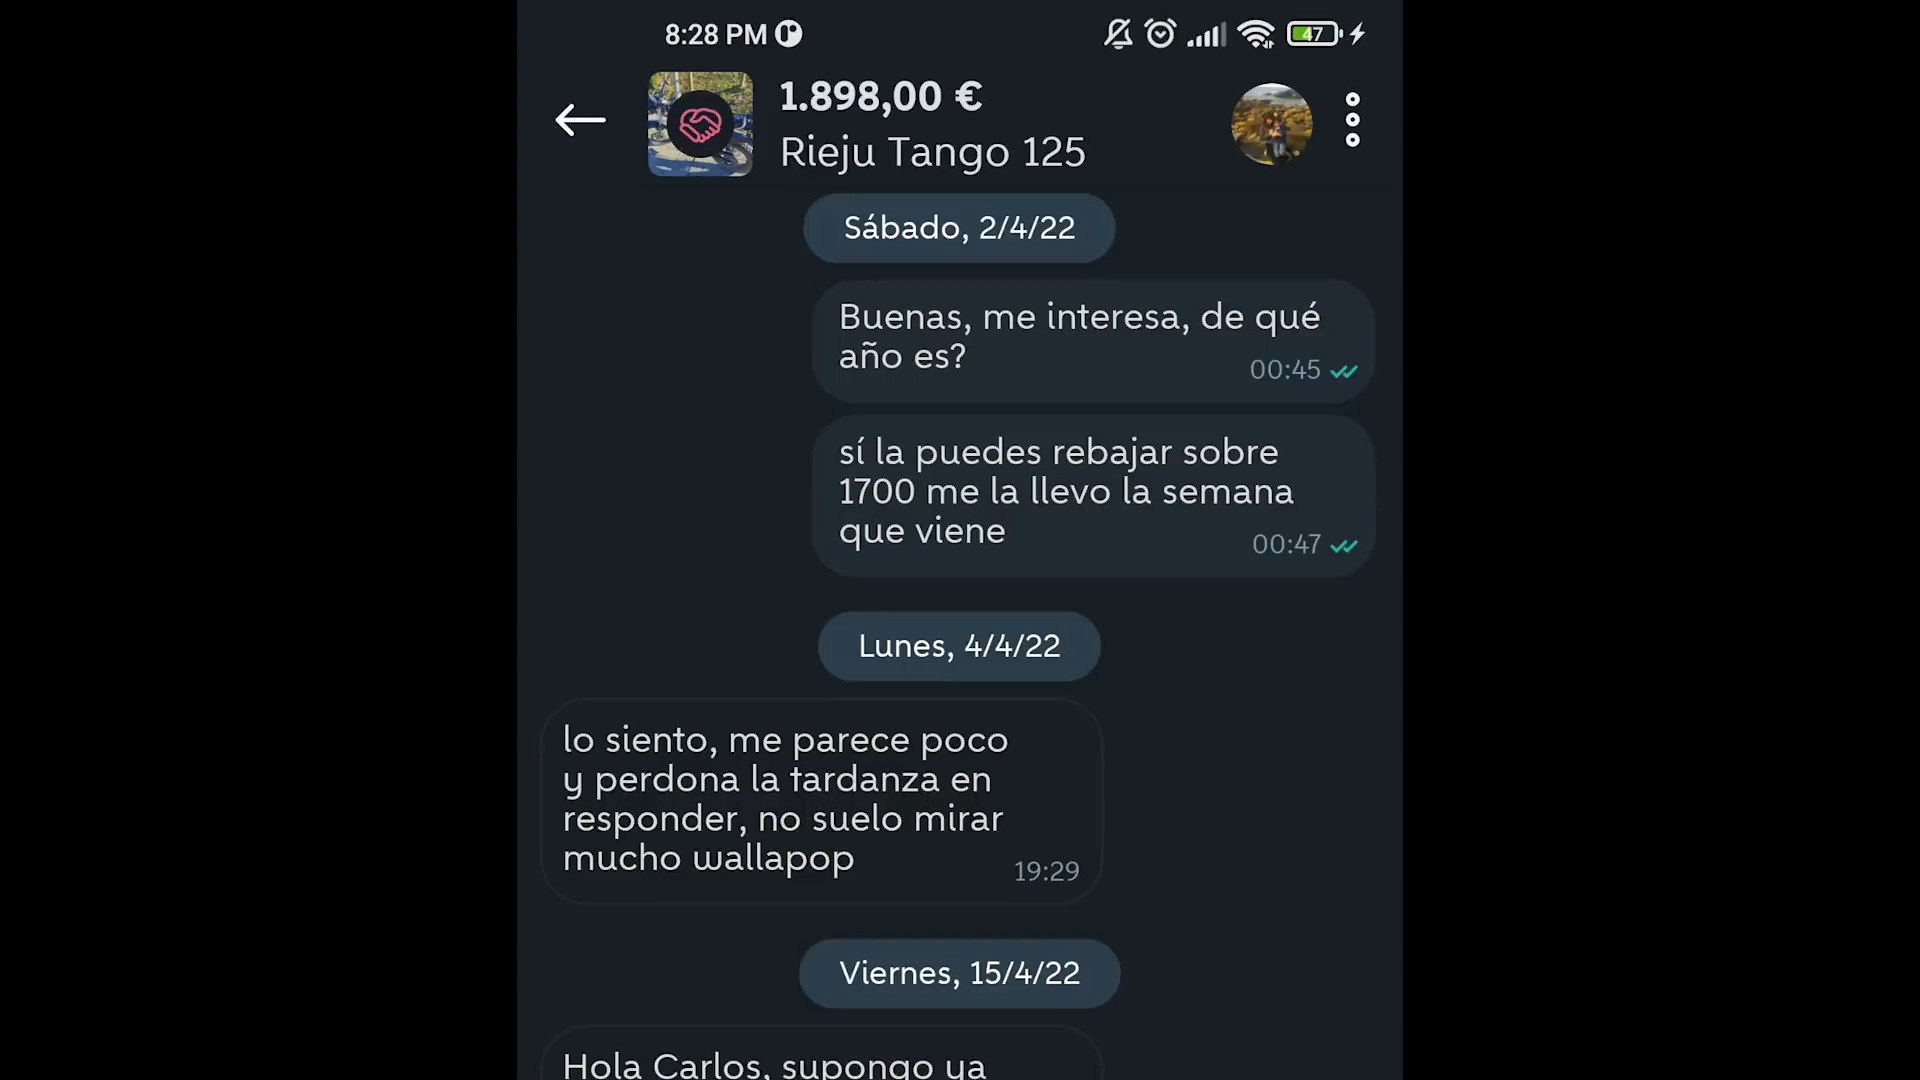 8:28 PM
47
1.898,00 €
Rieju Tango 125
Sábado, 2/4/22
Buenas, me interesa, de qué
año es?
00:45
sí la puedes rebajar sobre
1700 me la llevo la semana
que viene
00:47
Lunes, 4/4/22
lo siento, me parece poco
y perdona la tardanza en
responder, no suelo mirar
mucho wallapop
19:29
Viernes, 15/4/22
Hola Carlos, supongo ya